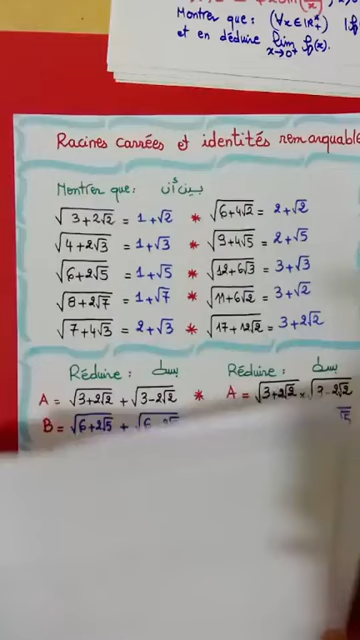 Montrer que : (∀x∈ℝ*₊) |f
et en déduire lim x→0⁺ f(x).
Racines carrées et identités remarquable
Montrer que : بين أن
√(3+2√2) = 1+√2 * √(6+4√2) = 2+√2
√(4+2√3) = 1+√3 * √(9+4√5) = 2+√5
√(6+2√5) = 1+√5 * √(12+6√3) = 3+√3
√(8+2√7) = 1+√7 * √(11+6√2) = 3+√2
√(7+4√3) = 2+√3 * √(17+12√2) = 3+2√2
Réduire : بسط Réduire : بسط
A = √(3+2√2) + √(3-2√2) * A = √(3+2√2) × √(3-2√2)
B = √(6+2√5) + √(6-2√5)